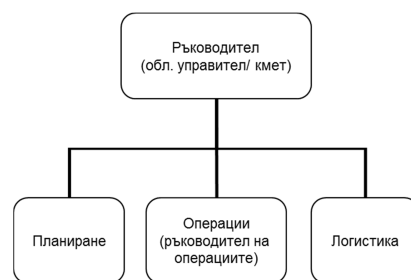 Ръководител
(обл. управител/ кмет)
Планиране
Операции
(ръководител на
операциите)
Логистика